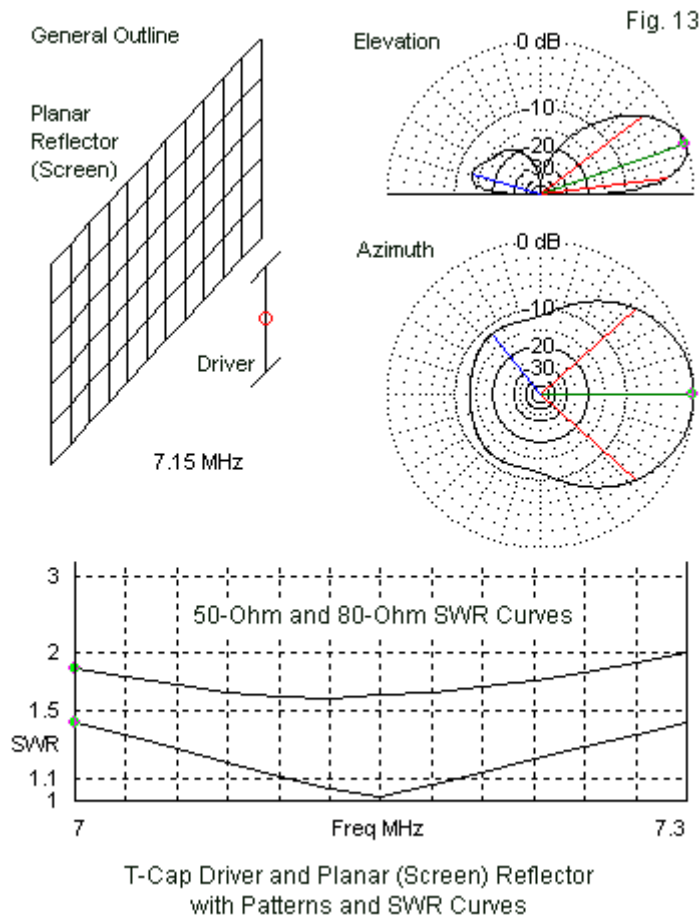 Fig. 13
General Outline
Planar
Reflector
(Screen)
Driver
7.15 MHz
Elevation
0 dB
-10
20
30
Azimuth
0 dB
-10
20
30
50-Ohm and 80-Ohm SWR Curves
3
2
1.5
SWR
1.1
1
7
Freq MHz
7.3
T-Cap Driver and Planar (Screen) Reflector
with Patterns and SWR Curves